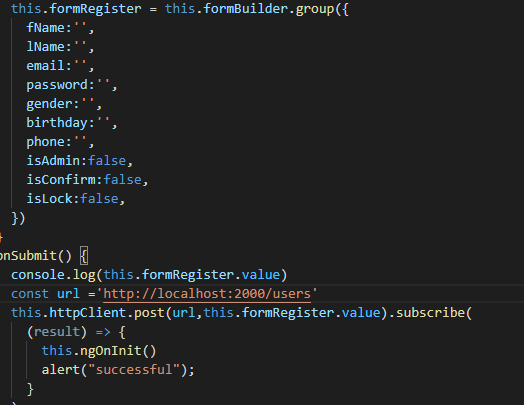 this.formRegister = this.formBuilder.group({
fName:'',
lName:'',
email:'',
password:'',
gender:'',
birthday:'',
phone:'',
isAdmin:false,
isConfirm:false,
isLock:false,
})
}
onSubmit() {
console.log(this.formRegister.value)
const url ='http://localhost:2000/users'
this.httpClient.post(url,this.formRegister.value).subscribe(
(result) => {
this.ngOnInit()
alert("successful");
}
)